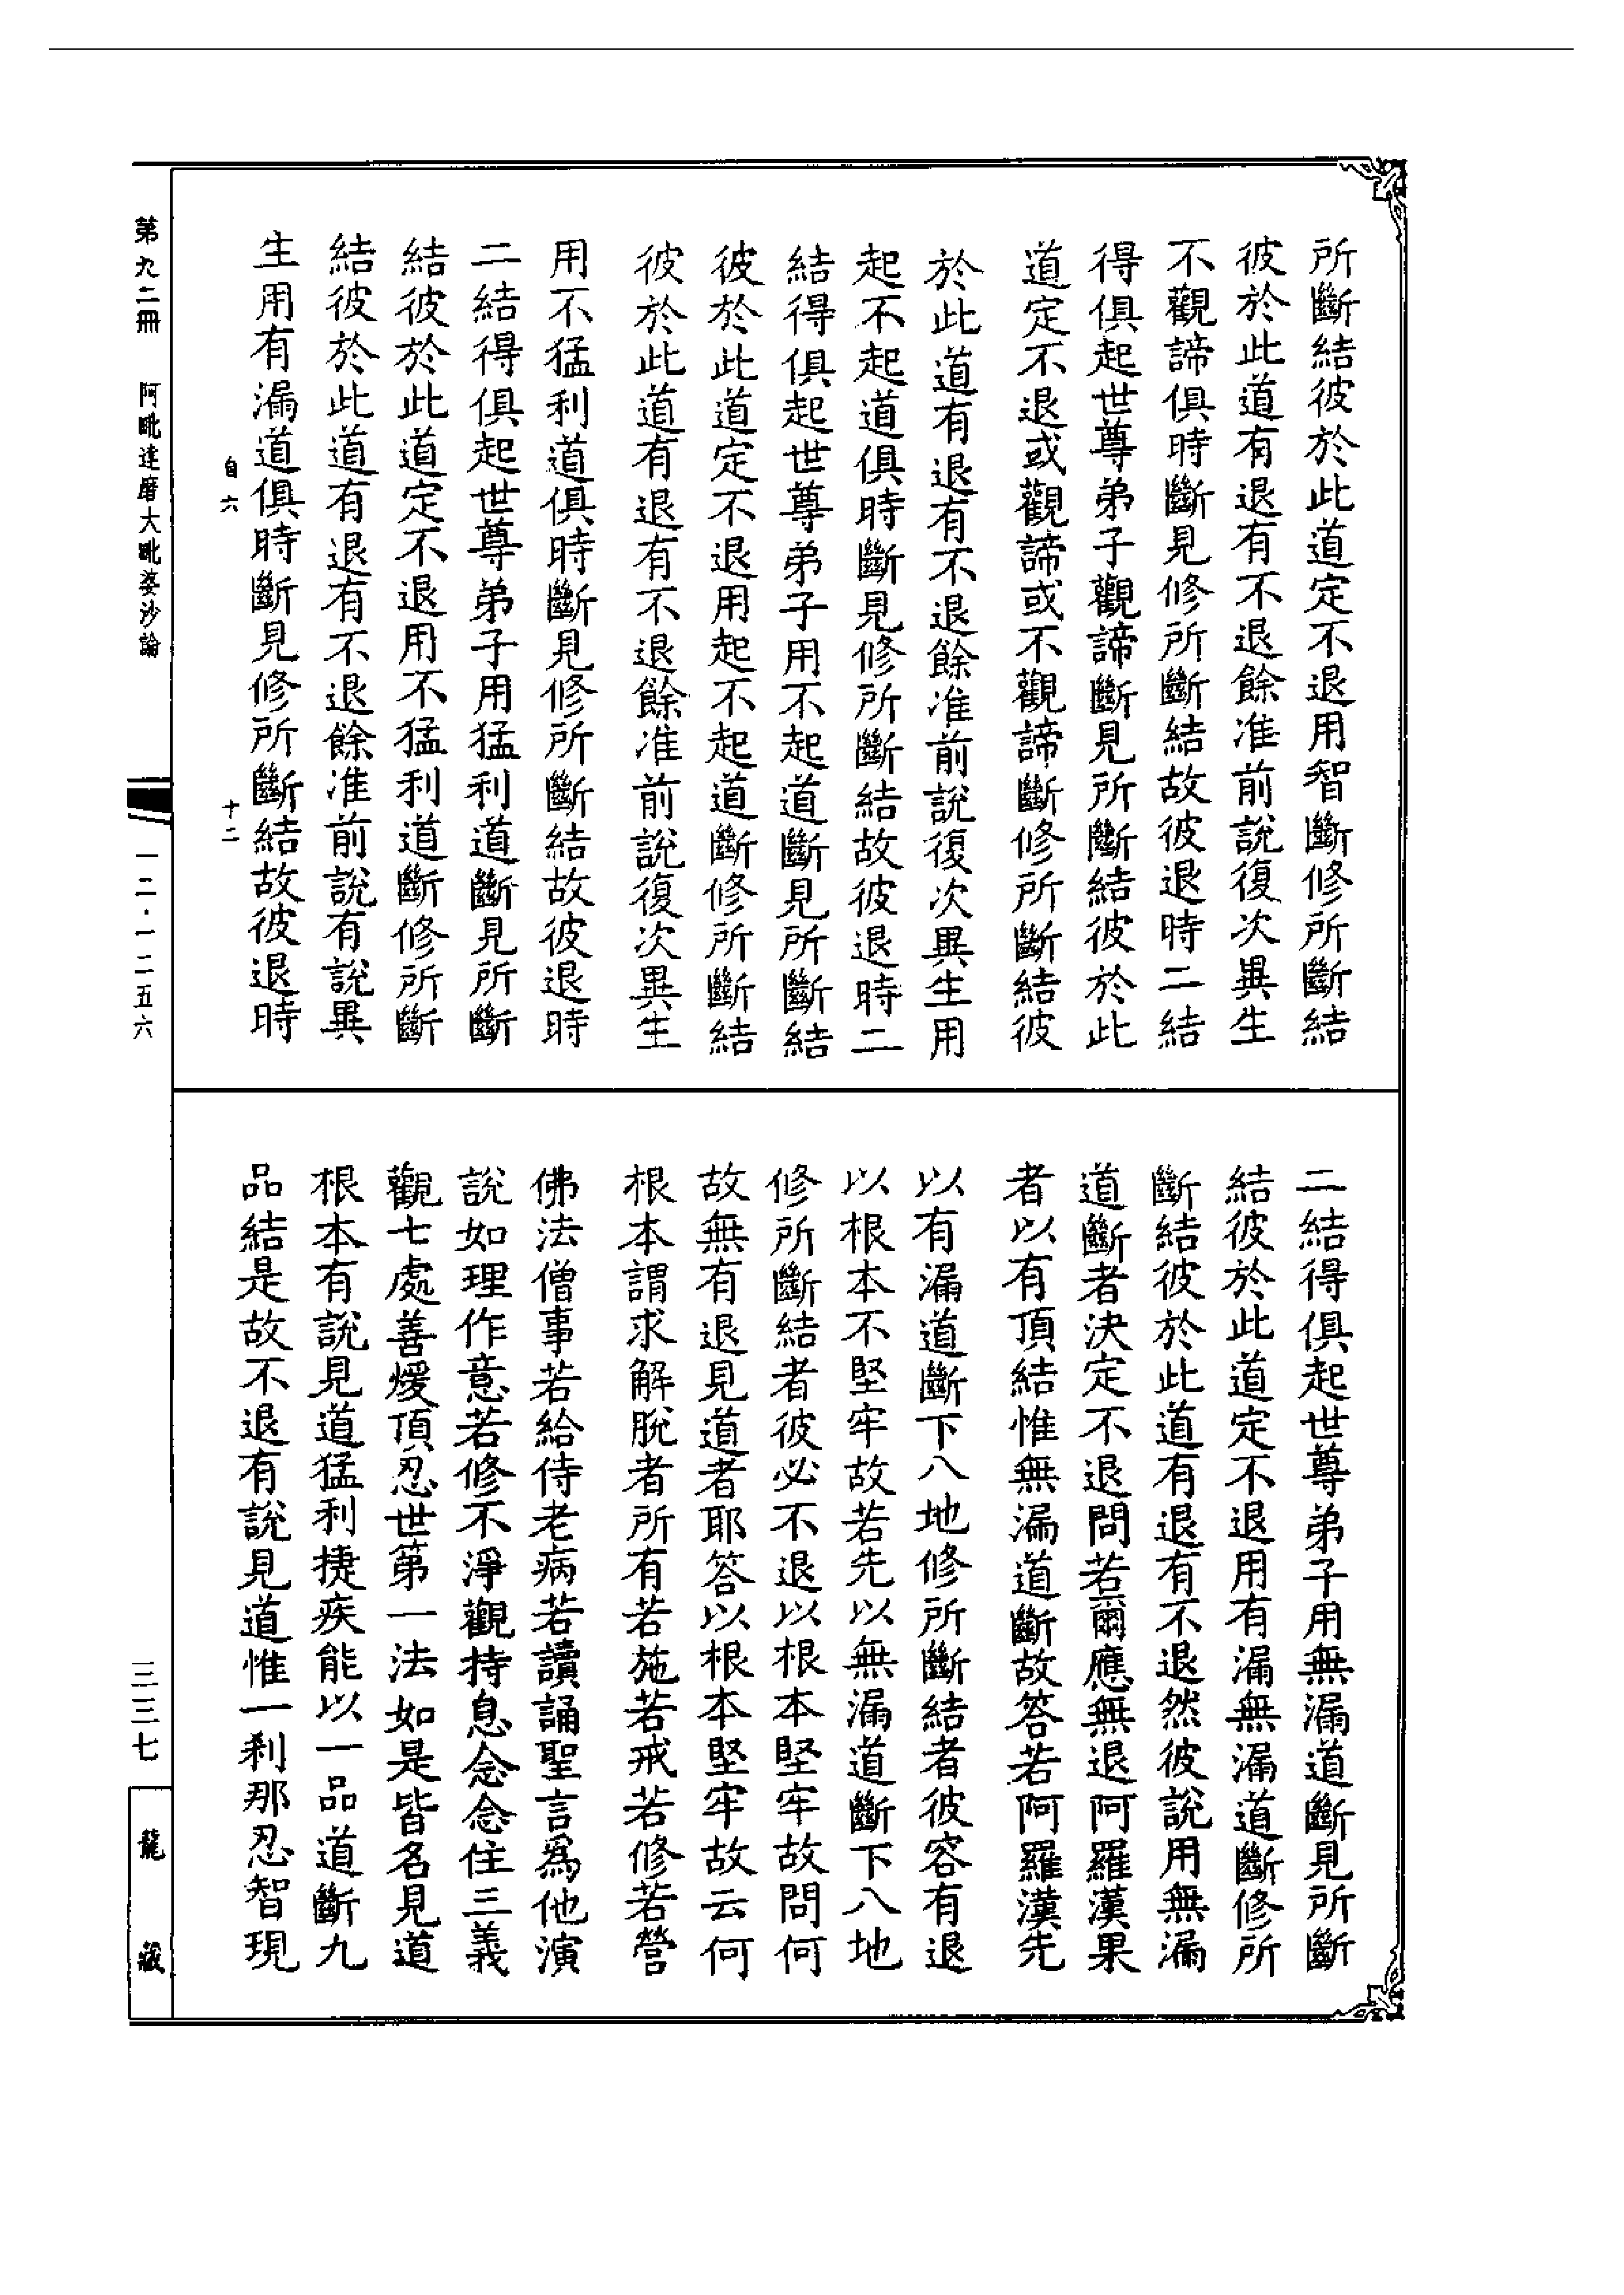 所斷結彼於此道定不退用智斷修所斷結
彼於此道有退有不退餘准前說復次異生
不觀諦俱時斷見修所斷結故彼退時二結
得俱起世尊弟子觀諦斷見所斷結彼於此
道定不退或觀諦或不觀諦斷修所斷結彼
於此道有退有不退餘准前說復次異生用
起不起道俱時斷見修所斷結故彼退時二
結得俱起世尊弟子用不起道斷見所斷結
彼於此道定不退用起不起道斷修所斷結
彼於此道有退有不退餘准前說復次異生
用不猛利道俱時斷見修所斷結故彼退時
二結得俱起世尊弟子用猛利道斷見所斷
結彼於此道定不退用不猛利道斷修所斷
結彼於此道有退有不退餘准前說有說異
生用有漏道俱時斷見修所斷結故彼退時
自六 十二
二結得俱起世尊弟子用無漏道斷見所斷
結彼於此道定不退用有漏無漏道斷修所
斷結彼於此道有退有不退然彼說用無漏
道斷者決定不退問若爾應無退阿羅漢果
者以有頂結惟無漏道斷故答若阿羅漢先
以有漏道斷下八地修所斷結者彼容有退
以根本不堅牢故若先以無漏道斷下八地
修所斷結者彼必不退以根本堅牢故問何
故無有退見道者耶答以根本堅牢故云何
根本謂求解脫者所有若施若戒若修若營
佛法僧事若給侍老病若讀誦聖言爲他演
說如理作意若修不淨觀持息念念住三義
觀七處善煖頂忍世第一法如是皆名見道
根本有說見道猛利捷疾能以一品道斷九
品結是故不退有說見道惟一剎那忍智現
第九二冊 阿毗達磨大毗婆沙論
一二·一二五六
三三七
龍藏